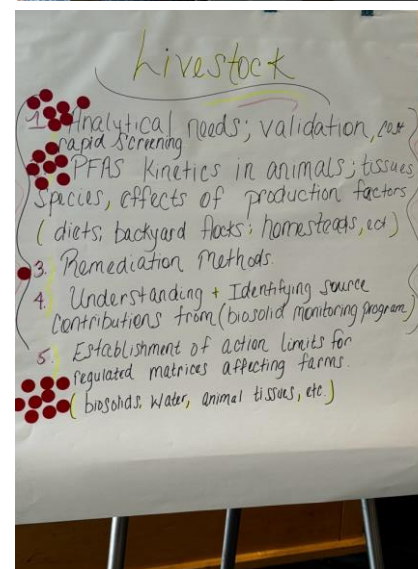 Livestock
1. Analytical needs; validation, cost
rapid screening
PFAS Kinetics in animals; tissues,
Species, effects of production factors
(diets, backyard flocks; homesteads, ect)
3. Remediation Methods.
4. Understanding + Identifying source
Contributions from (biosolid monitoring program)
5. Establishment of action limits for
regulated matrices affecting farms.
(biosolids, water, animal tissues, etc.)